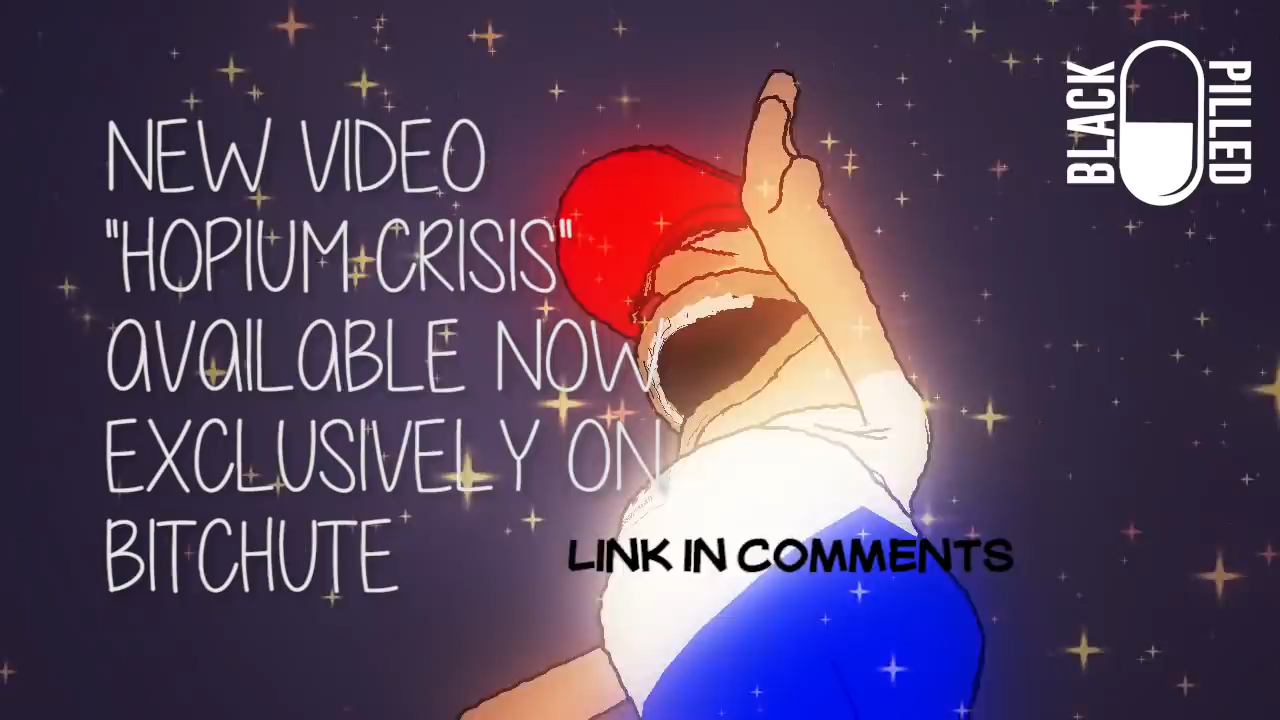 NEW VIDEO
"HOPIUM CRISIS"
AVAILABLE NOW
EXCLUSIVELY ON
BITCHUTE
LINK IN COMMENTS
BLACK
PILLED